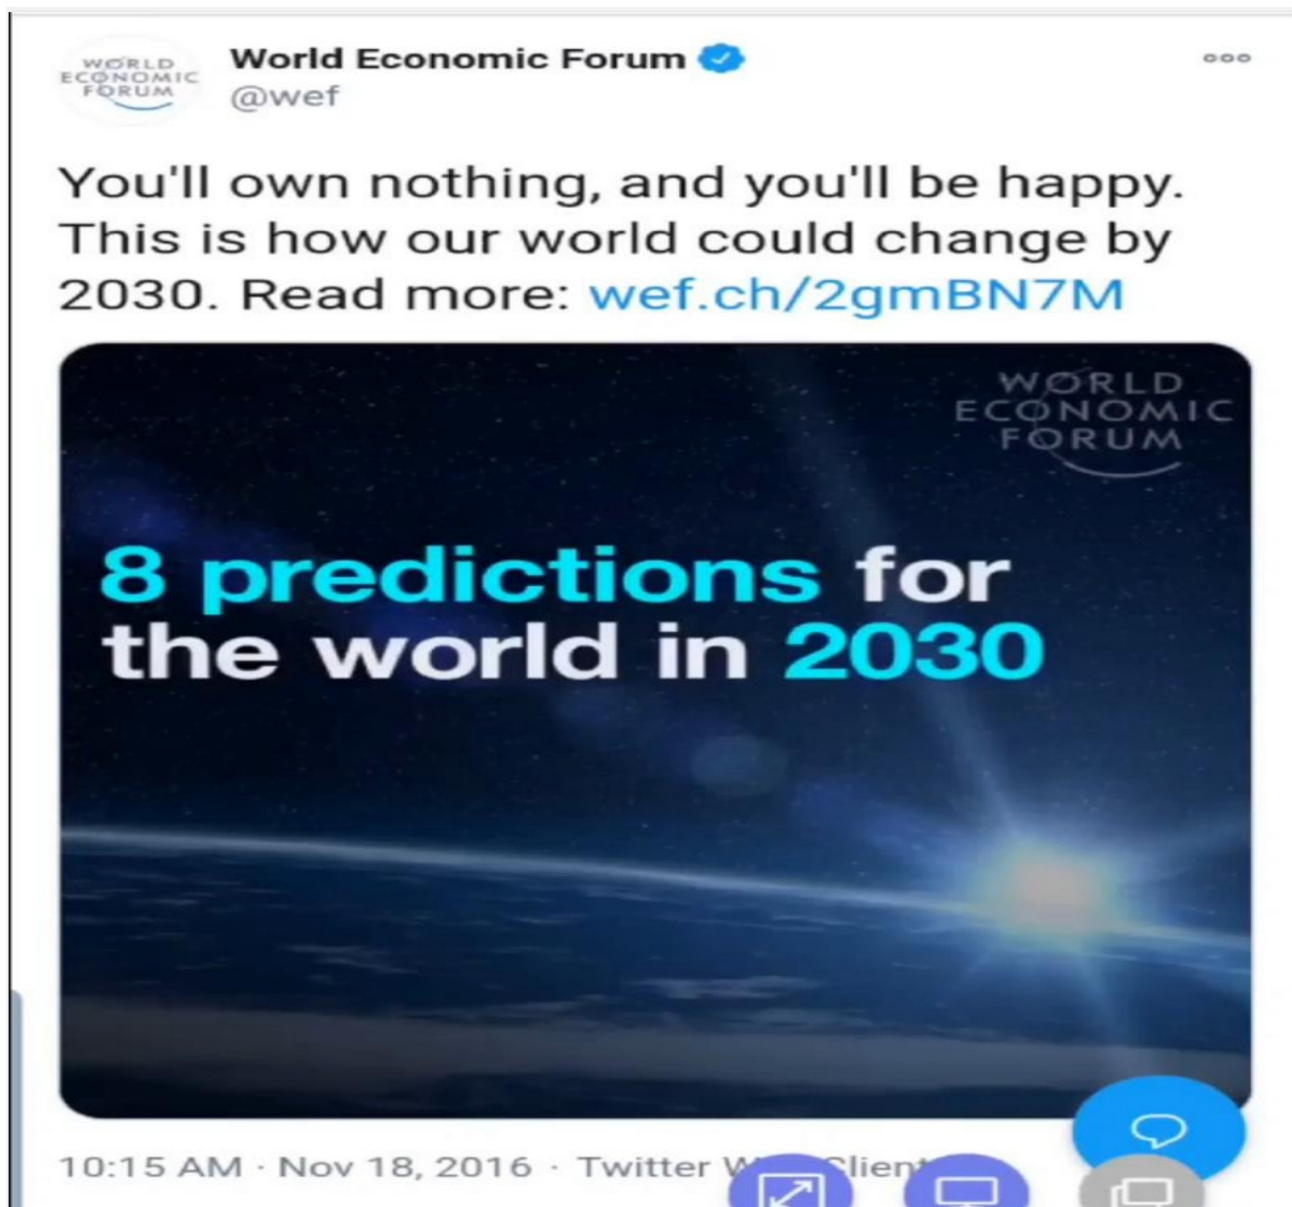 WORLD
ECONOMIC
FORUM
World Economic Forum
@wef
You'll own nothing, and you'll be happy.
This is how our world could change by
2030. Read more: wef.ch/2gmBN7M
WORLD
ECONOMIC
FORUM
8 predictions for
the world in 2030
10:15 AM · Nov 18, 2016 · Twitter Client